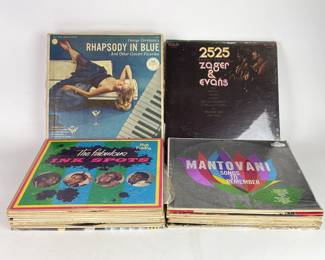 George Gershwin's
RHAPSODY IN BLUE
And Other Concert Favorites
2525
zager &
evans
The Fabulous
INK SPOTS
MANTOVANI
SONGS TO
REMEMBER